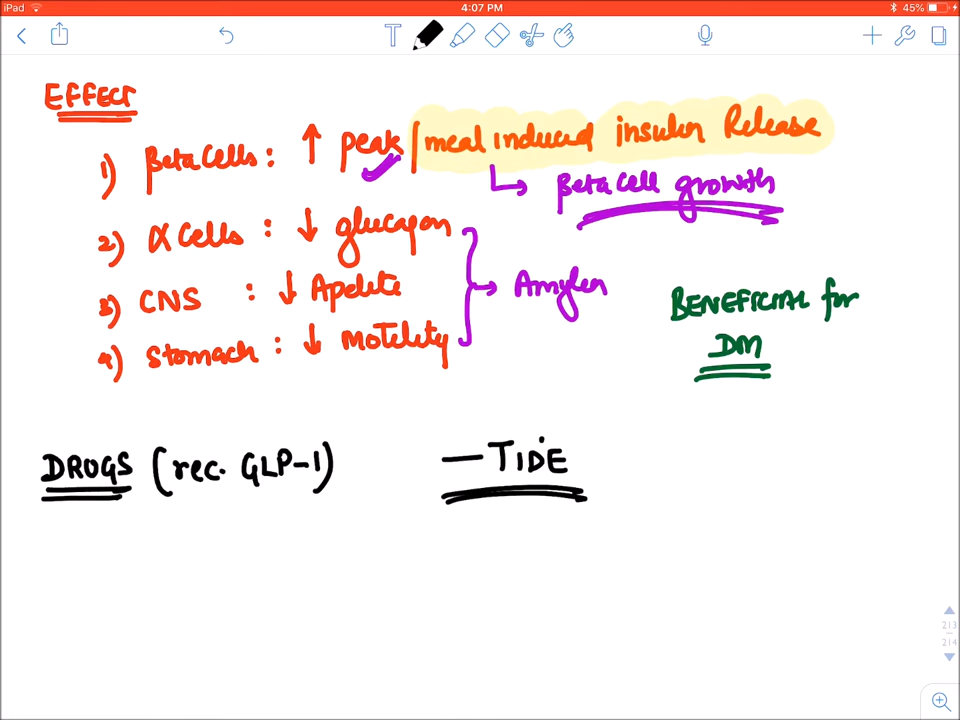 iPad 4:07 PM 45%
T
EFFECT
1) Beta Cells : ↑ peak / meal induced insulin Release
↳ Beta cell growth
2) α Cells : ↓ glucagon
3) CNS : ↓ Apetite
→ Amylin
BENEFICIAL for
DM
4) Stomach : ↓ Motility
DRUGS (rec. GLP-1) — TIDE
213
214